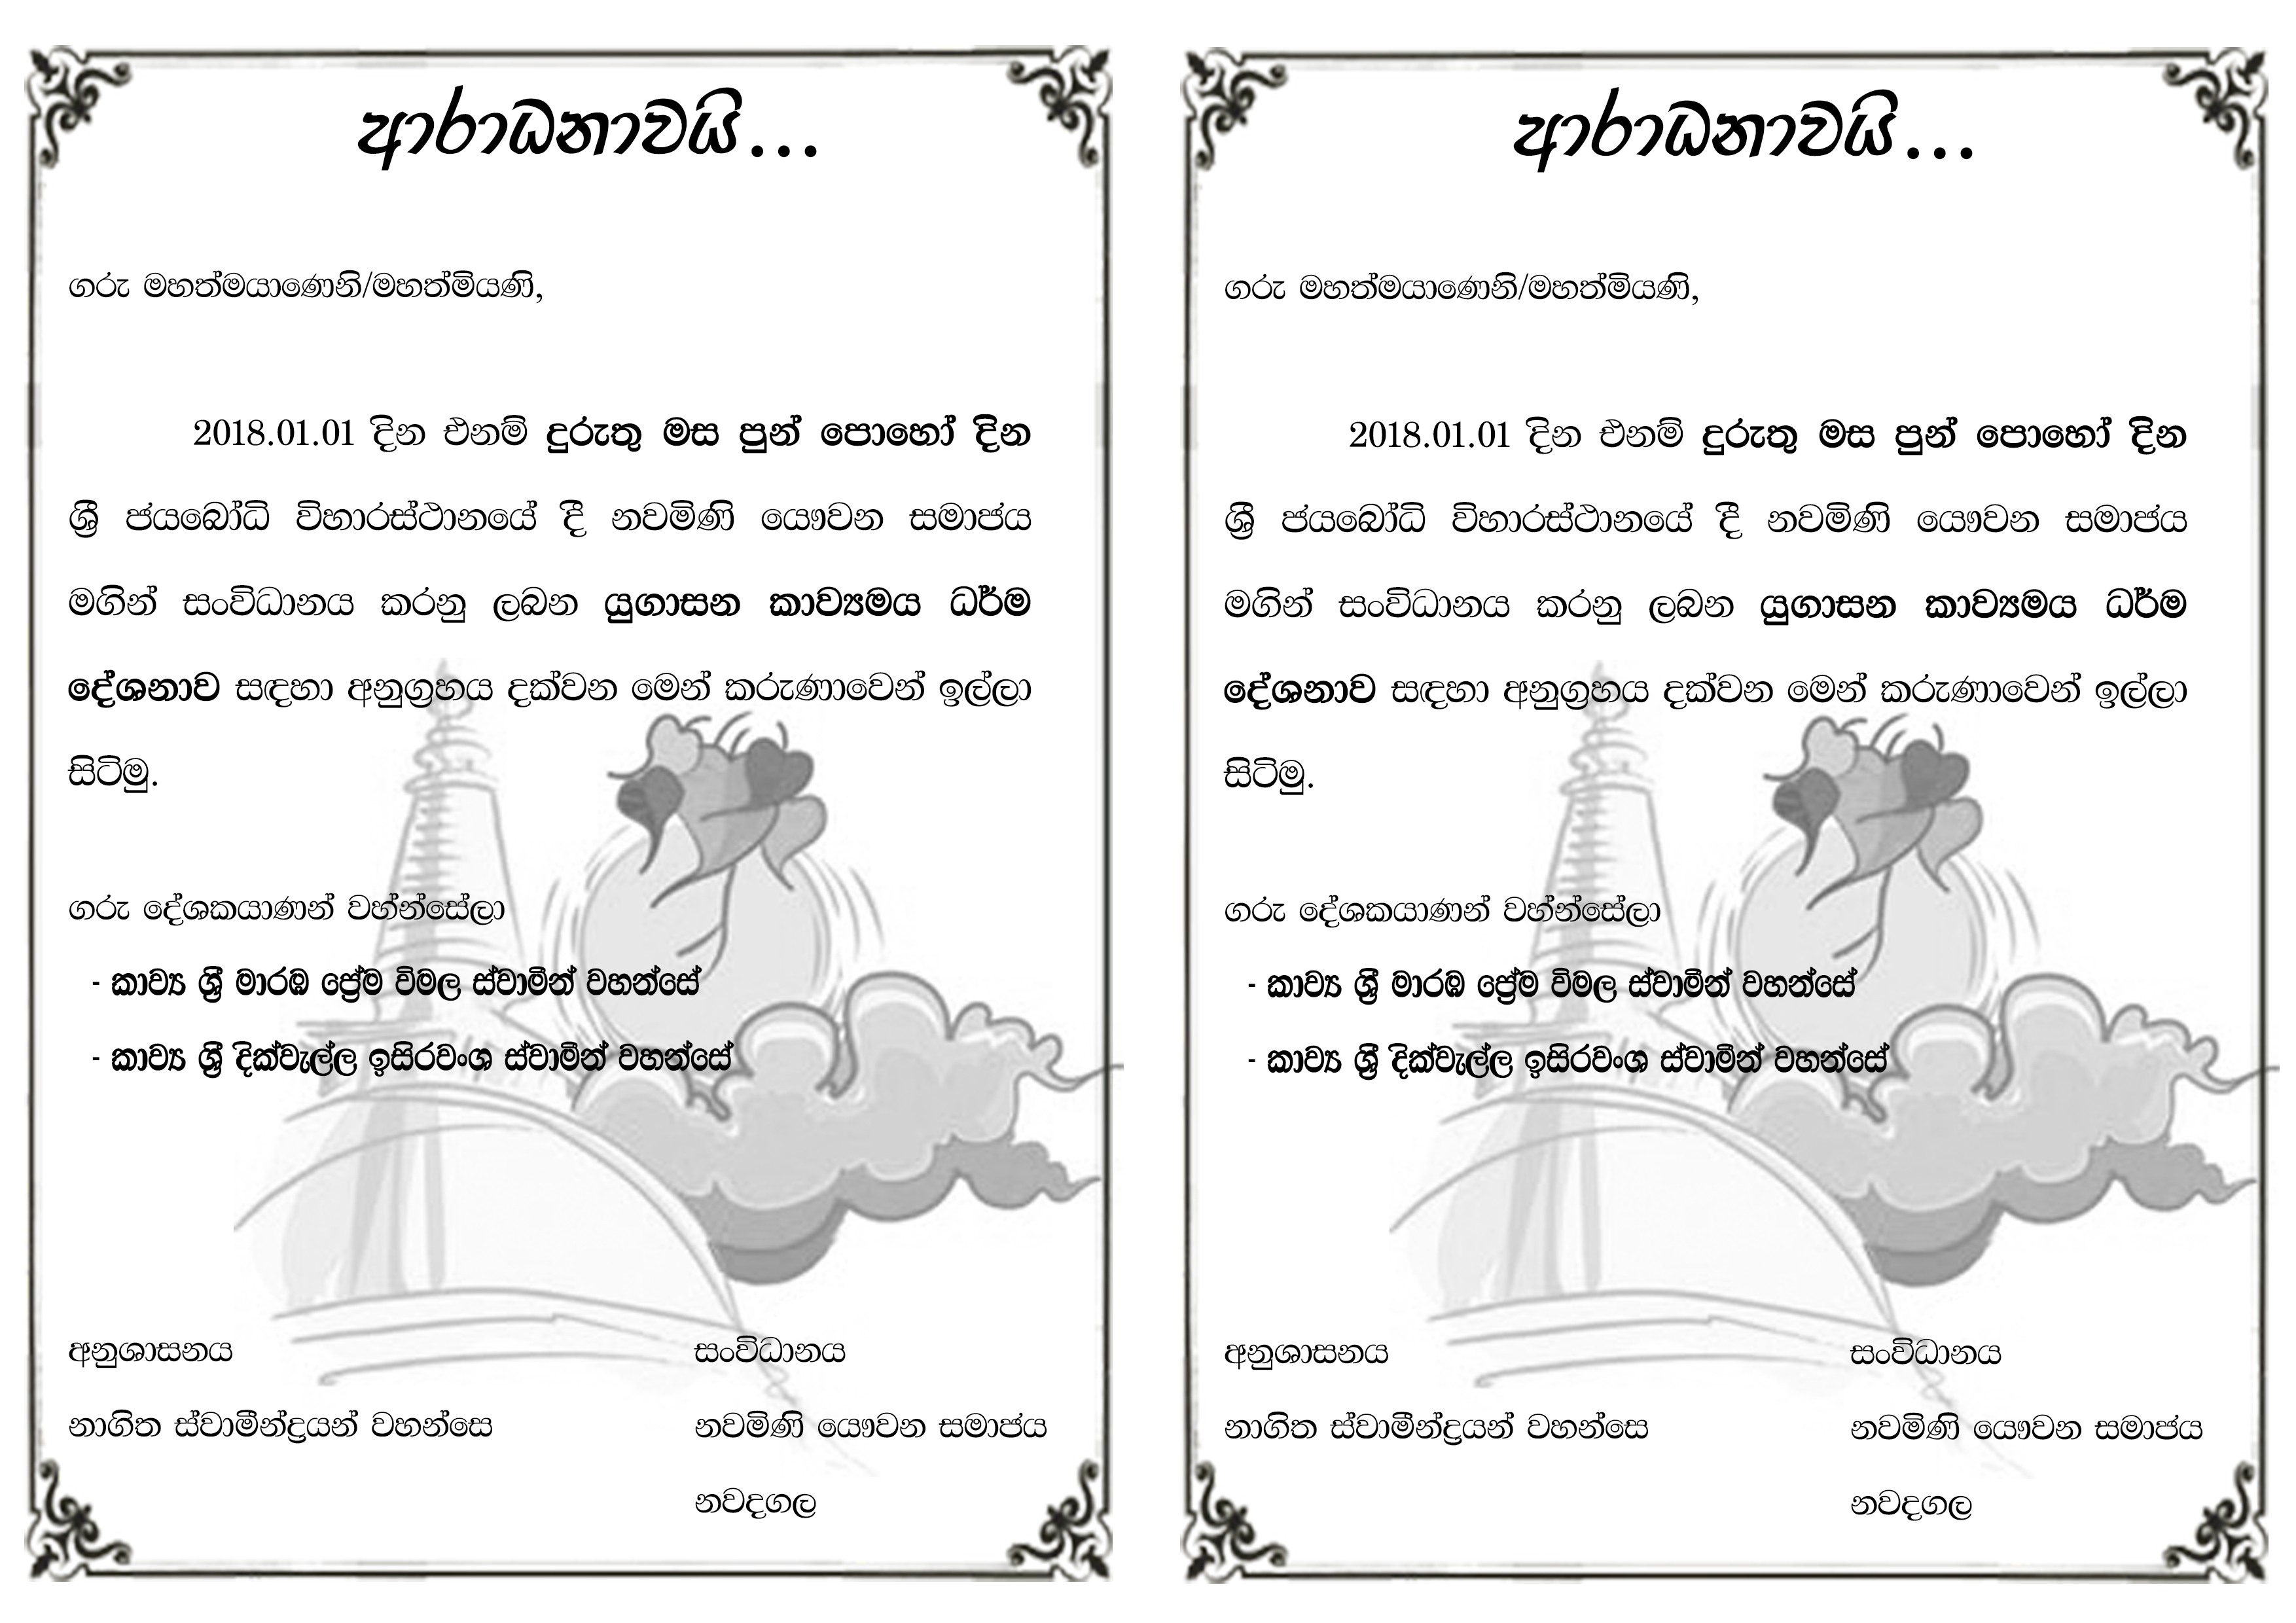 ආරාධනාවයි...
ගරු මහත්මයාණෙනි/මහත්මියණි,
2018.01.01 දින එනම් දුරුතු මස පුන් පොහෝ දින
ශ්‍රී ජයබෝධි විහාරස්ථානයේ දී නවමිණි යෞවන සමාජය
මගින් සංවිධානය කරනු ලබන යුගාසන කාව්‍යමය ධර්ම
දේශනාව සඳහා අනුග්‍රහය දක්වන මෙන් කරුණාවෙන් ඉල්ලා
සිටිමු.
ගරු දේශකයාණන් වහ්න්සේලා
- කාව්‍ය ශ්‍රී මාරඹ ප්‍රේම විමල ස්වාමීන් වහන්සේ
- කාව්‍ය ශ්‍රී දික්වැල්ල ඉසිරවංශ ස්වාමීන් වහන්සේ
අනුශාසනය
නාගිත ස්වාමීන්ද්‍රයන් වහන්සෙ
සංවිධානය
නවමිණි යෞවන සමාජය
නවදගල
ආරාධනාවයි...
ගරු මහත්මයාණෙනි/මහත්මියණි,
2018.01.01 දින එනම් දුරුතු මස පුන් පොහෝ දින
ශ්‍රී ජයබෝධි විහාරස්ථානයේ දී නවමිණි යෞවන සමාජය
මගින් සංවිධානය කරනු ලබන යුගාසන කාව්‍යමය ධර්ම
දේශනාව සඳහා අනුග්‍රහය දක්වන මෙන් කරුණාවෙන් ඉල්ලා
සිටිමු.
ගරු දේශකයාණන් වහ්න්සේලා
- කාව්‍ය ශ්‍රී මාරඹ ප්‍රේම විමල ස්වාමීන් වහන්සේ
- කාව්‍ය ශ්‍රී දික්වැල්ල ඉසිරවංශ ස්වාමීන් වහන්සේ
අනුශාසනය
නාගිත ස්වාමීන්ද්‍රයන් වහන්සෙ
සංවිධානය
නවමිණි යෞවන සමාජය
නවදගල